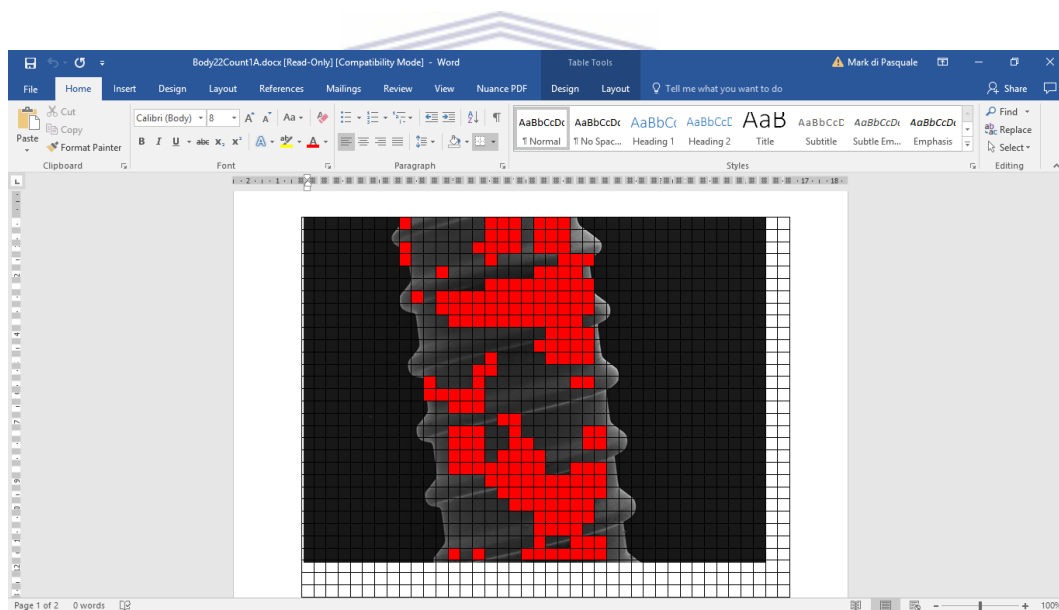 Body22Count1A.docx [Read-Only] [Compatibility Mode] - Word
Table Tools
Mark di Pasquale
File Home Insert Design Layout References Mailings Review View Nuance PDF Design Layout Tell me what you want to do Share
Paste
Cut
Copy
Format Painter
Clipboard
Calibri (Body) 8
Font
Paragraph
AaBbCcDc AaBbCcDc AaBbCc AaBbCcE AaB AaBbCcC AaBbCcDc AaBbCcDc
¶ Normal ¶ No Spac... Heading 1 Heading 2 Title Subtitle Subtle Em... Emphasis
Styles
Find
Replace
Select
Editing
Page 1 of 2 0 words
100%